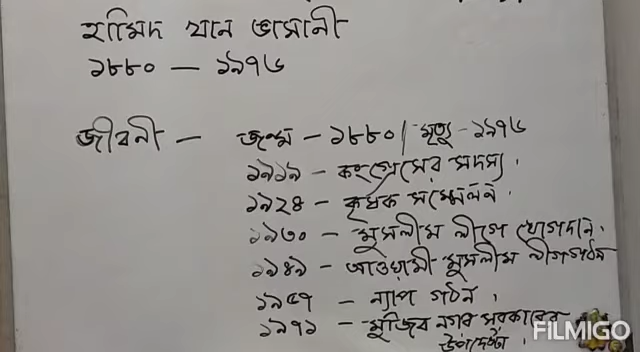 হামিদ খান ভাসানী
১৮৮০ – ১৯৭৬
জীবনী – জন্ম – ১৮৮০ / মৃত্যু – ১৯৭৬
১৯১৯ – কংগ্রেসের সদস্য ।
১৯২৪ – কৃষক সম্মেলন ।
১৯৩০ – মুসলীম লীগে যোগদান ।
১৯৪৯ – আওয়ামী মুসলীম লীগ গঠন
১৯৫৭ – ন্যাপ গঠন ।
১৯৭১ – মুজিব নগর সরকারের
উপদেষ্টা ।
FILMIGO